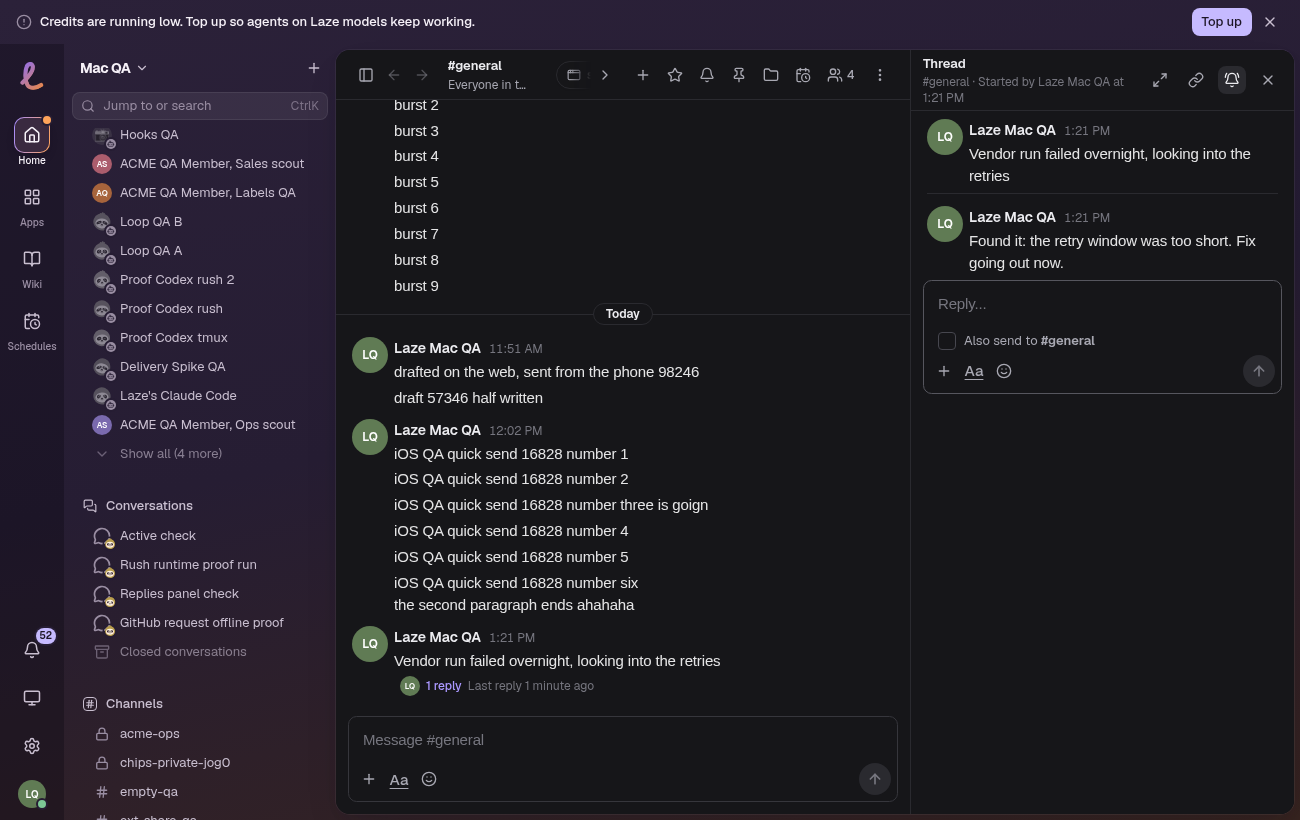 Credits are running low. Top up so agents on Laze models keep working.
Top up
Home
Apps
Wiki
Schedules
52
LQ
Mac QA
Jump to or search
CtrlK
Hooks QA
AS ACME QA Member, Sales scout
AQ ACME QA Member, Labels QA
Loop QA B
Loop QA A
Proof Codex rush 2
Proof Codex rush
Proof Codex tmux
Delivery Spike QA
Laze's Claude Code
AS ACME QA Member, Ops scout
Show all (4 more)
Conversations
Active check
Rush runtime proof run
Replies panel check
GitHub request offline proof
Closed conversations
Channels
acme-ops
chips-private-jog0
empty-qa
#general
Everyone in t...
4
burst 2
burst 3
burst 4
burst 5
burst 6
burst 7
burst 8
burst 9
Today
LQ Laze Mac QA 11:51 AM
drafted on the web, sent from the phone 98246
draft 57346 half written
LQ Laze Mac QA 12:02 PM
iOS QA quick send 16828 number 1
iOS QA quick send 16828 number 2
iOS QA quick send 16828 number three is goign
iOS QA quick send 16828 number 4
iOS QA quick send 16828 number 5
iOS QA quick send 16828 number six
the second paragraph ends ahahaha
LQ Laze Mac QA 1:21 PM
Vendor run failed overnight, looking into the retries
LQ 1 reply Last reply 1 minute ago
Message #general
Aa
Thread
#general · Started by Laze Mac QA at
1:21 PM
LQ Laze Mac QA 1:21 PM
Vendor run failed overnight, looking into the
retries
LQ Laze Mac QA 1:21 PM
Found it: the retry window was too short. Fix
going out now.
Reply...
Also send to #general
Aa